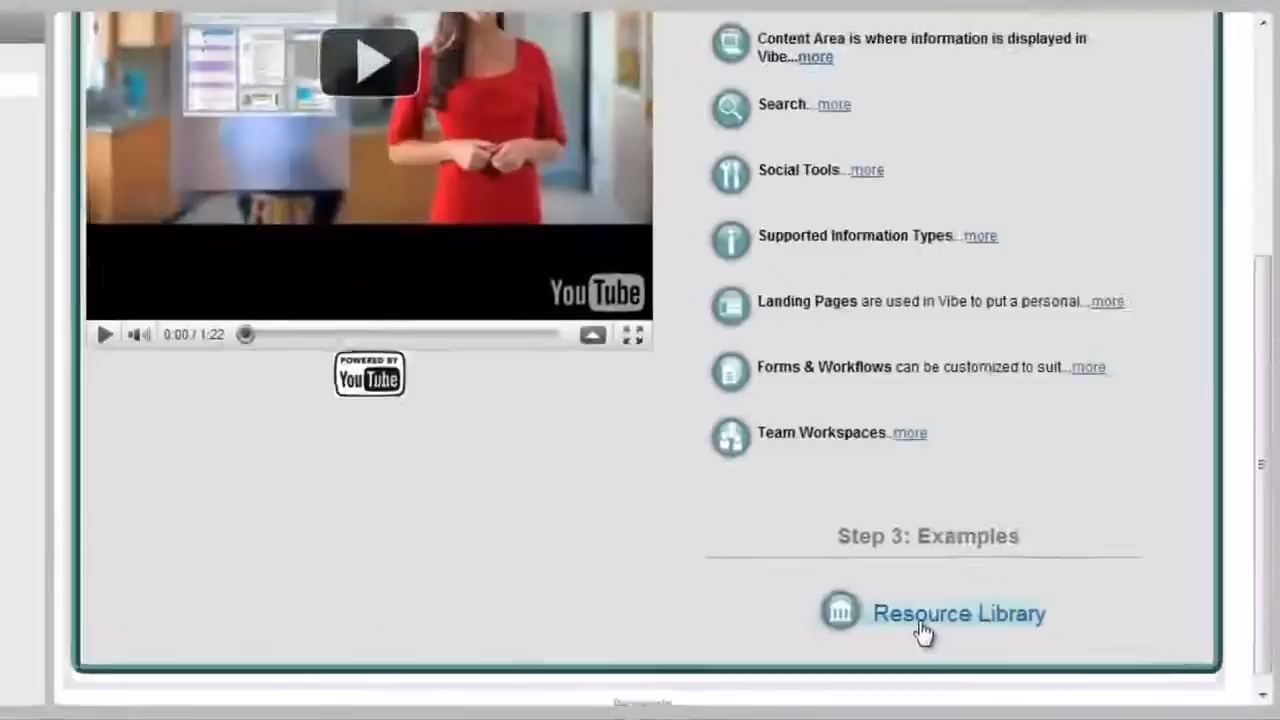 Content Area is where information is displayed in
Vibe...more
Search...more
Social Tools...more
Supported Information Types...more
Landing Pages are used in Vibe to put a personal...more
Forms & Workflows can be customized to suit...more
Team Workspaces...more
YouTube
0:00 / 1:22
POWERED BY
YouTube
Step 3: Examples
Resource Library